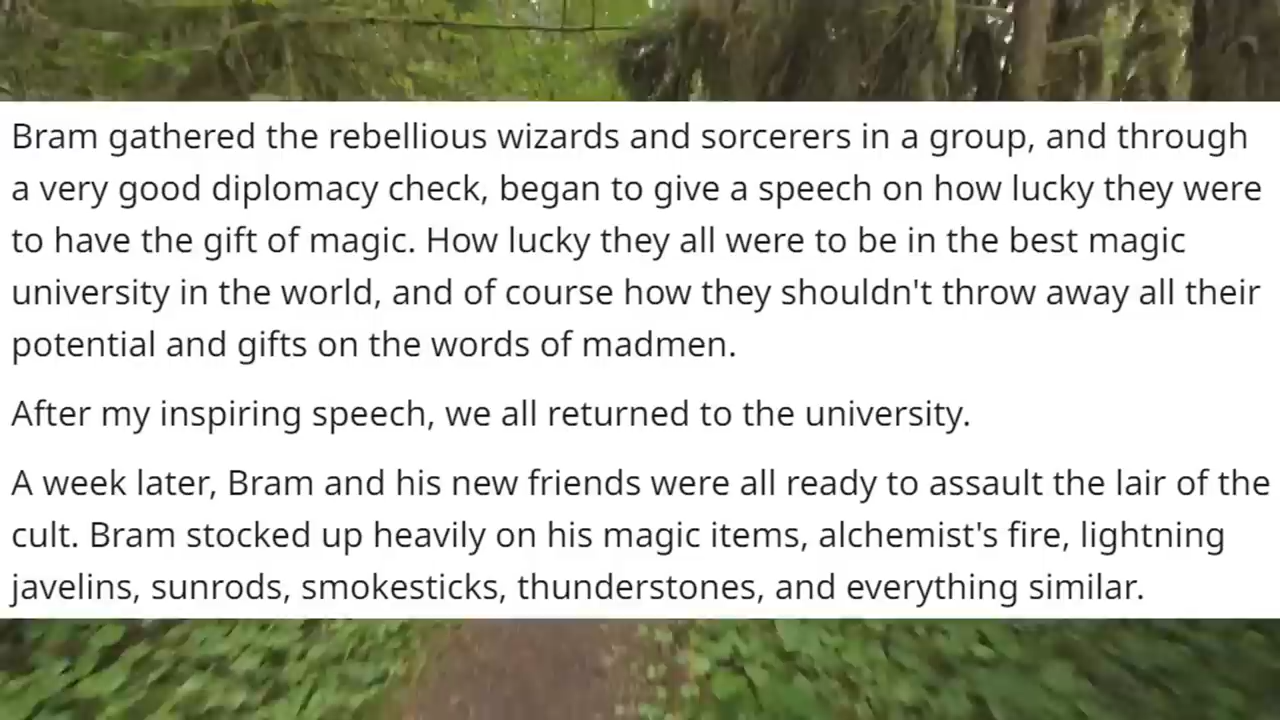 Bram gathered the rebellious wizards and sorcerers in a group, and through
a very good diplomacy check, began to give a speech on how lucky they were
to have the gift of magic. How lucky they all were to be in the best magic
university in the world, and of course how they shouldn't throw away all their
potential and gifts on the words of madmen.
After my inspiring speech, we all returned to the university.
A week later, Bram and his new friends were all ready to assault the lair of the
cult. Bram stocked up heavily on his magic items, alchemist's fire, lightning
javelins, sunrods, smokesticks, thunderstones, and everything similar.